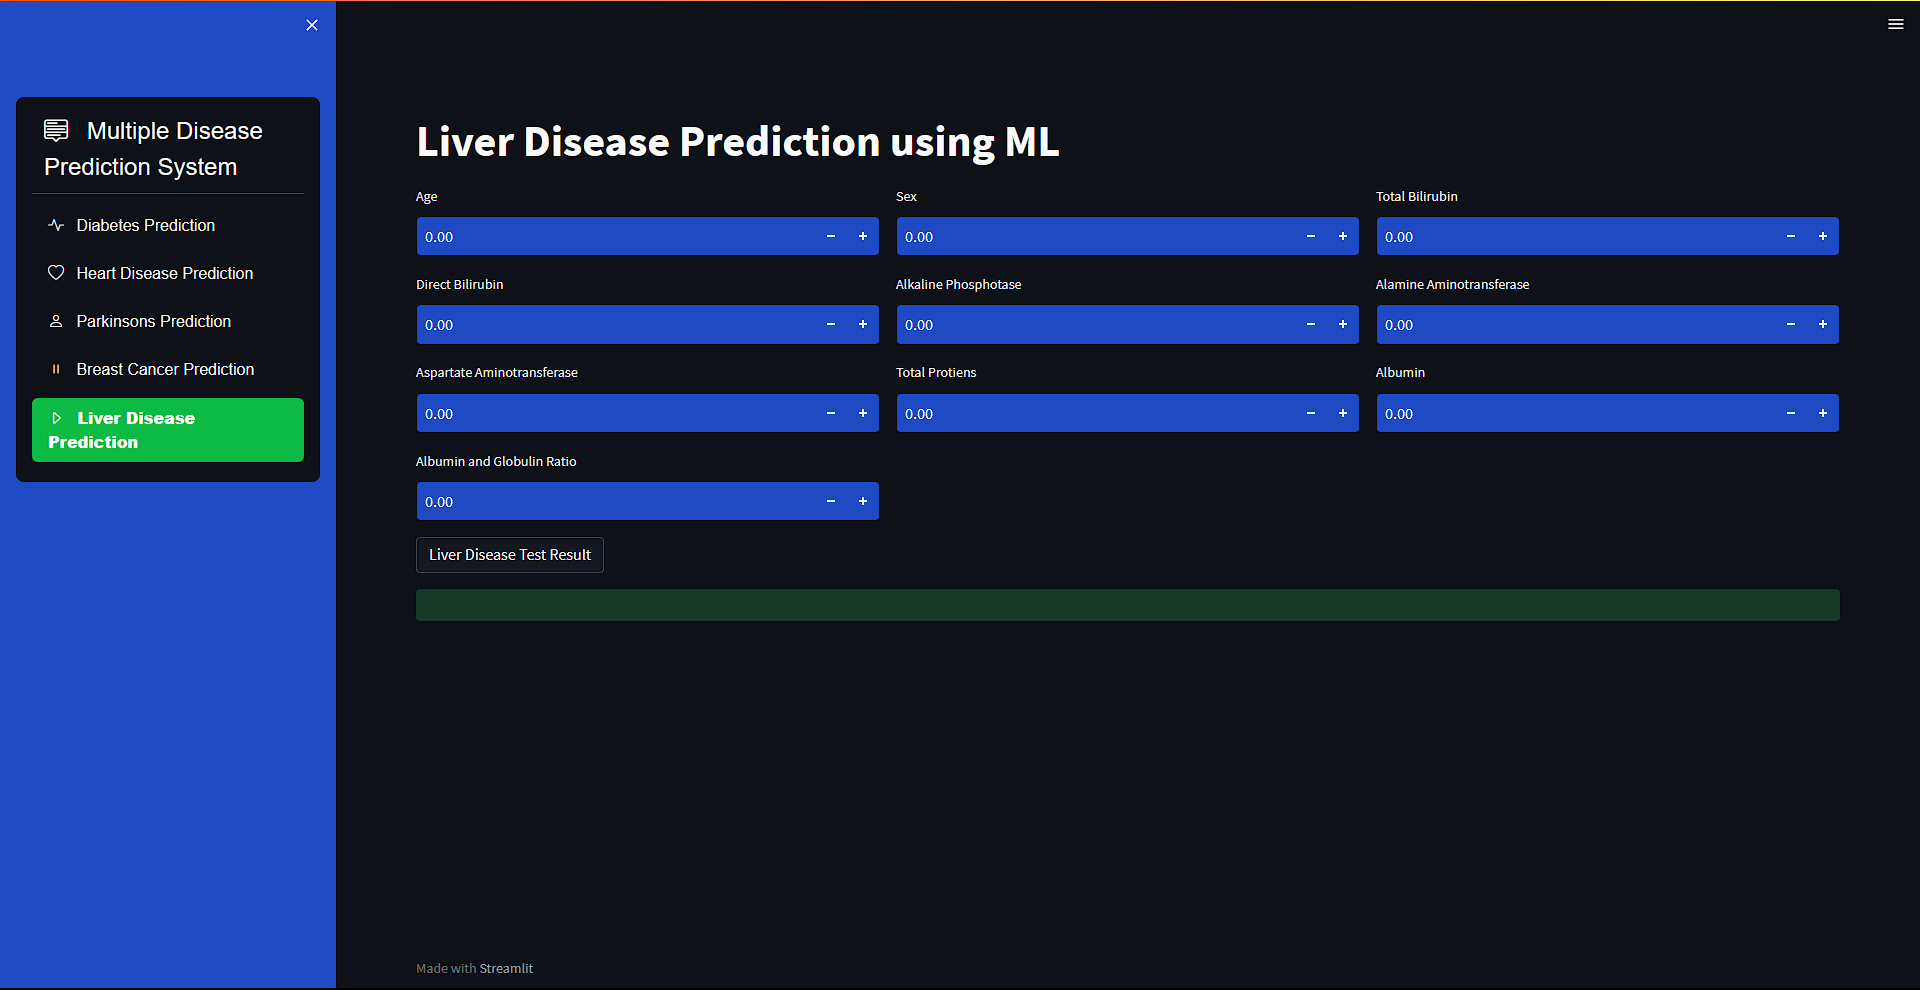 Multiple Disease
Prediction System
Diabetes Prediction
Heart Disease Prediction
Parkinsons Prediction
Breast Cancer Prediction
Liver Disease
Prediction
Liver Disease Prediction using ML
Age Sex Total Bilirubin
0.00 - + 0.00 - + 0.00 - +
Direct Bilirubin Alkaline Phosphotase Alamine Aminotransferase
0.00 - + 0.00 - + 0.00 - +
Aspartate Aminotransferase Total Protiens Albumin
0.00 - + 0.00 - + 0.00 - +
Albumin and Globulin Ratio
0.00 - +
Liver Disease Test Result
Made with Streamlit